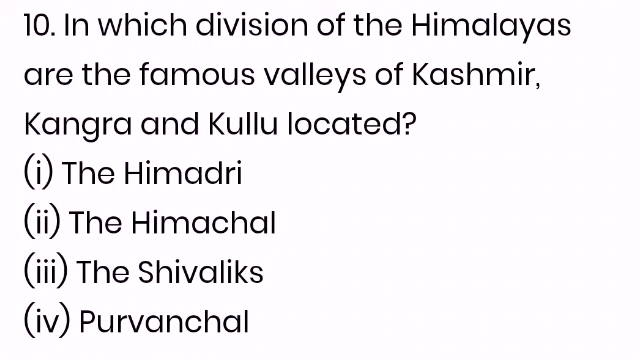 10. In which division of the Himalayas
are the famous valleys of Kashmir,
Kangra and Kullu located?
(i) The Himadri
(ii) The Himachal
(iii) The Shivaliks
(iv) Purvanchal